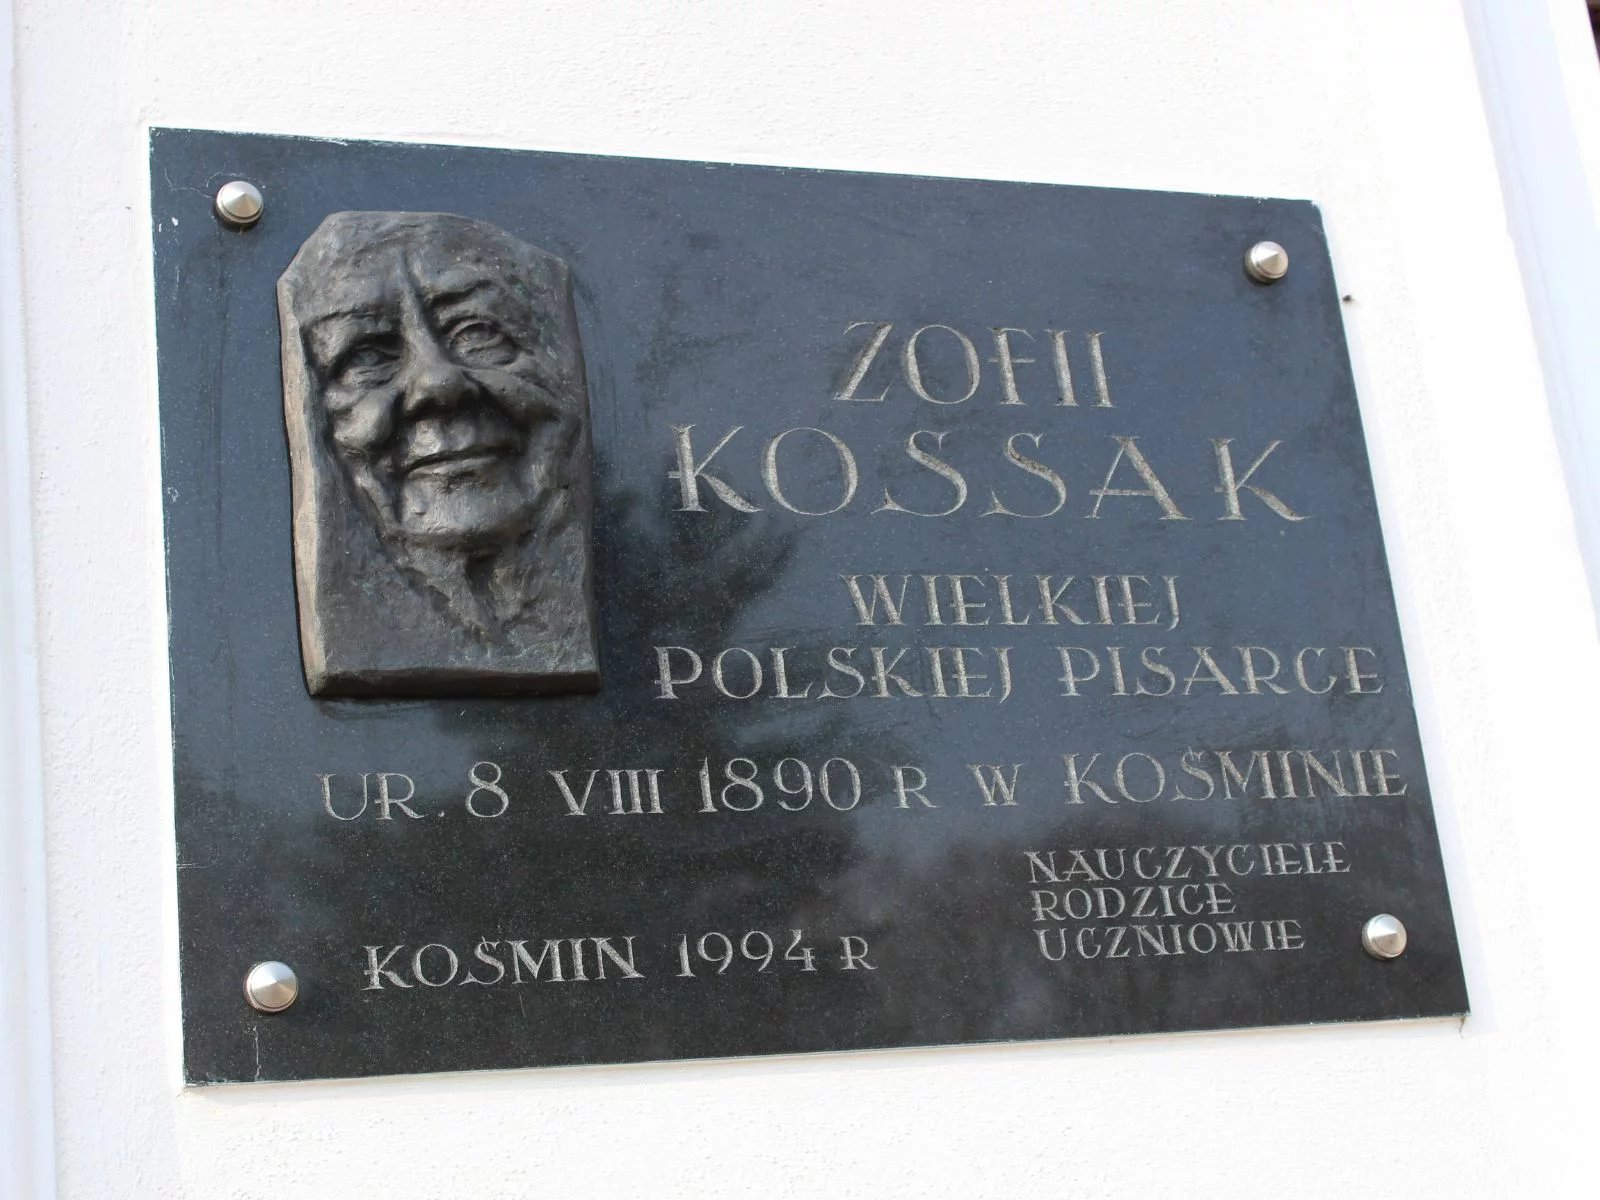 ZOFII
KOSSAK
WIELKIEJ
POLSKIEJ PISARCE
UR. 8 VIII 1890 R W KOŚMINIE
NAUCZYCIELE
RODZICE
UCZNIOWIE
KOŚMIN 1994 R